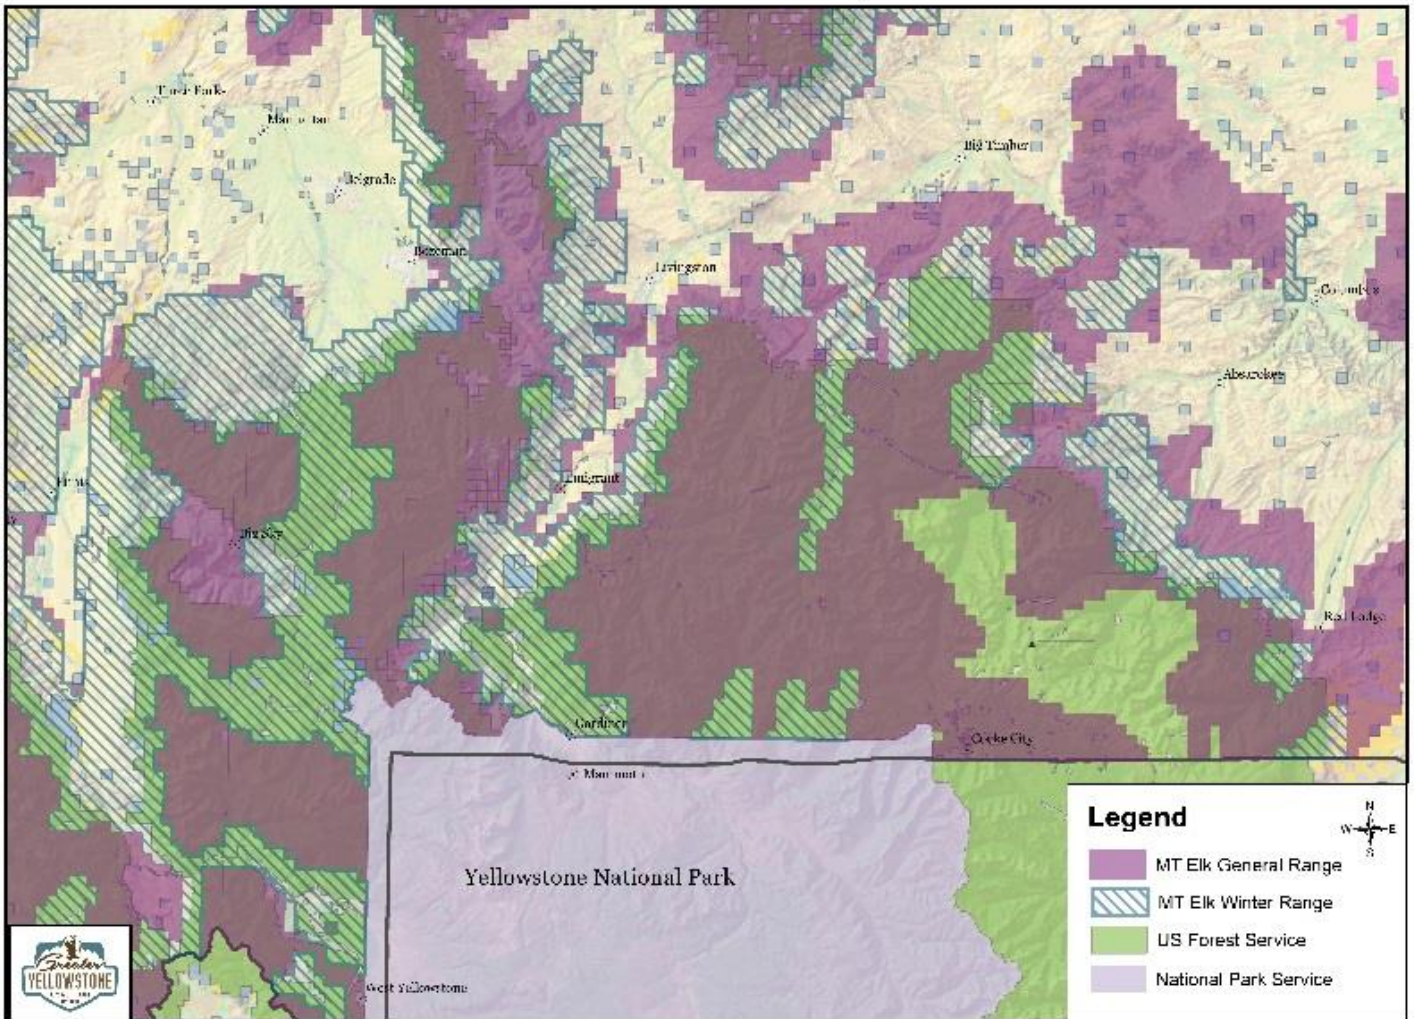 Three Forks
Manhattan
Belgrade
Bozeman
Livingston
Big Timber
Columbus
Absarokee
Ennis
Big Sky
Emigrant
Red Lodge
Gardiner
Cooke City
Mammoth
Yellowstone National Park
West Yellowstone
Legend
N
W E
S
MT Elk General Range
MT Elk Winter Range
US Forest Service
National Park Service
Greater
YELLOWSTONE